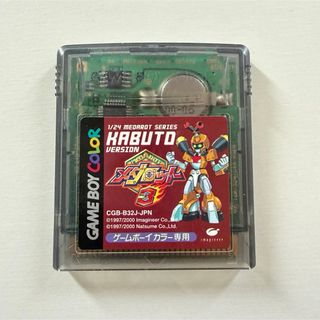 GAME BOY COLOR
1/24 MEDAROT SERIES
KABUTO
VERSION
メダロット
3
CGB-B32J-JPN
©1997/2000 Imagineer Co.,Ltd.
©1997/2000 Natsume Co.,Ltd.
ゲームボーイカラー専用
imagineer